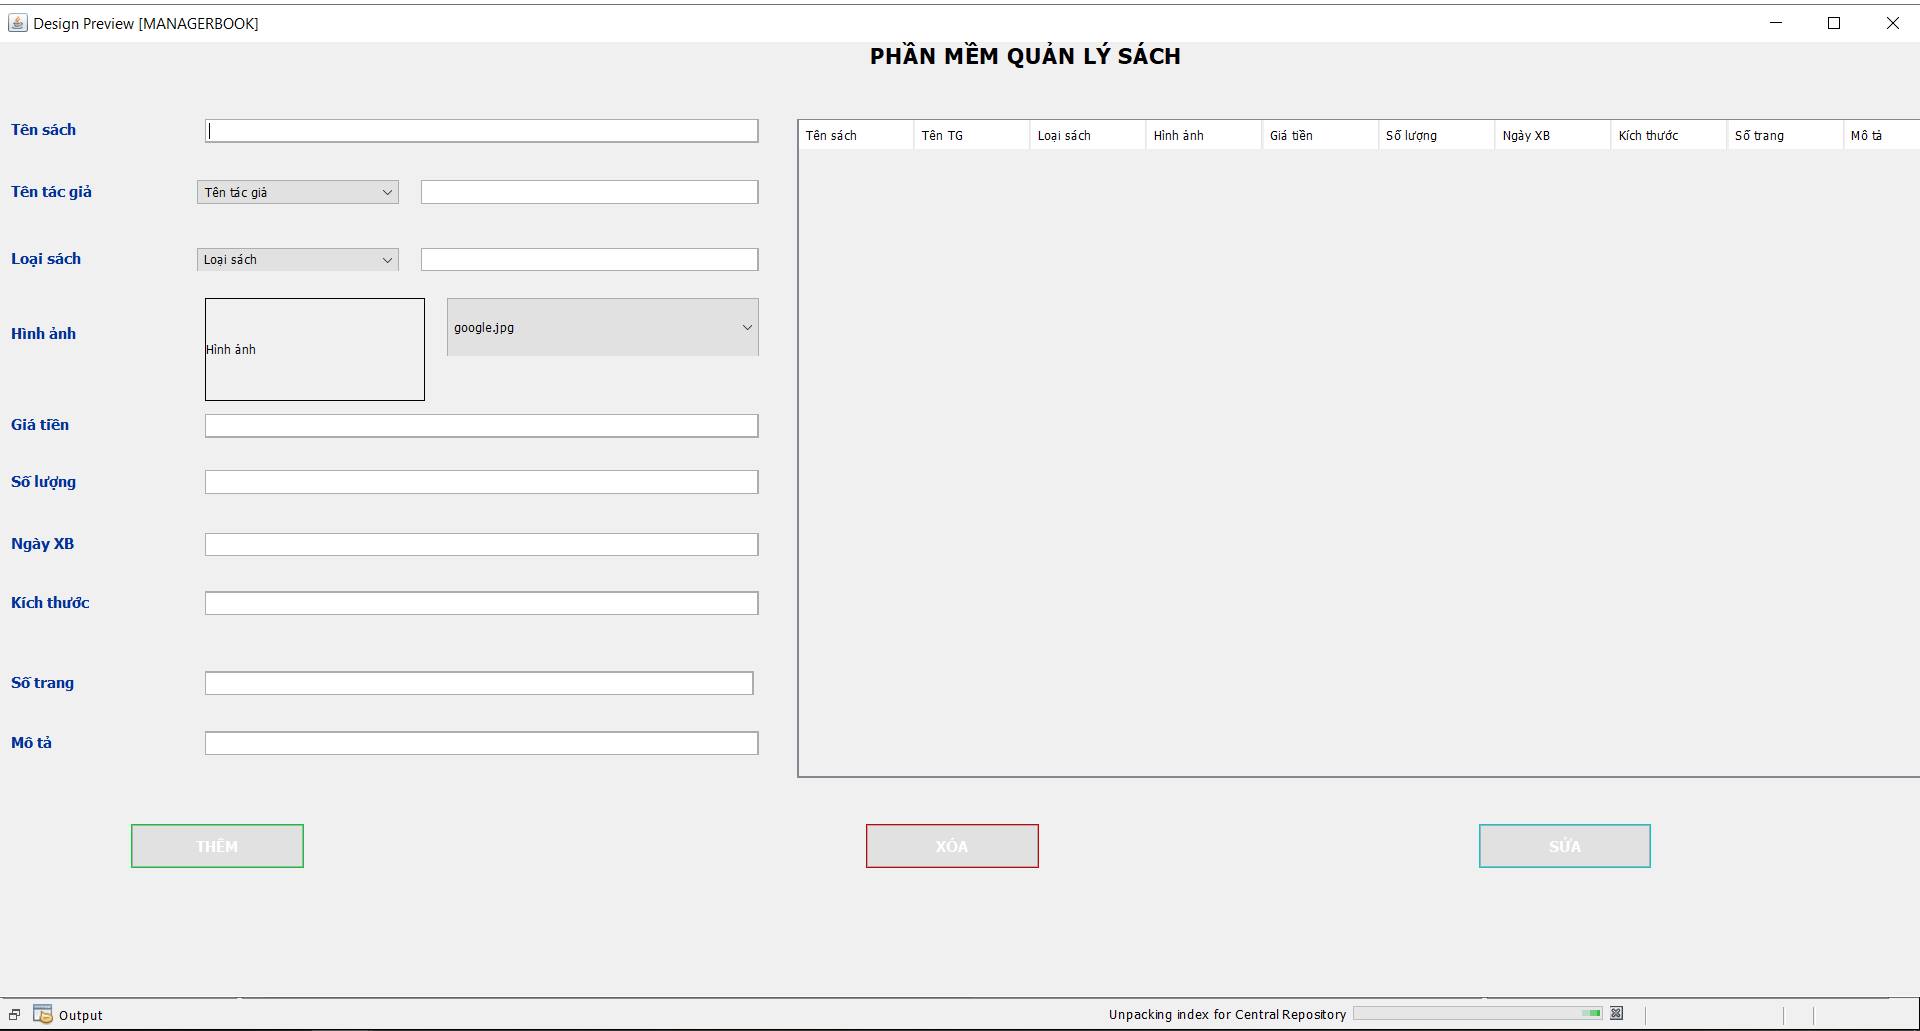 Design Preview [MANAGERBOOK]
PHẦN MỀM QUẢN LÝ SÁCH
Tên sách
Tên tác giả
Tên tác giả
Loại sách
Loại sách
Hình ảnh
Hình ảnh
google.jpg
Giá tiền
Số lượng
Ngày XB
Kích thước
Số trang
Mô tả
Tên sách Tên TG Loại sách Hình ảnh Giá tiền Số lượng Ngày XB Kích thước Số trang Mô tả
THÊM
XÓA
SỬA
Output
Unpacking index for Central Repository